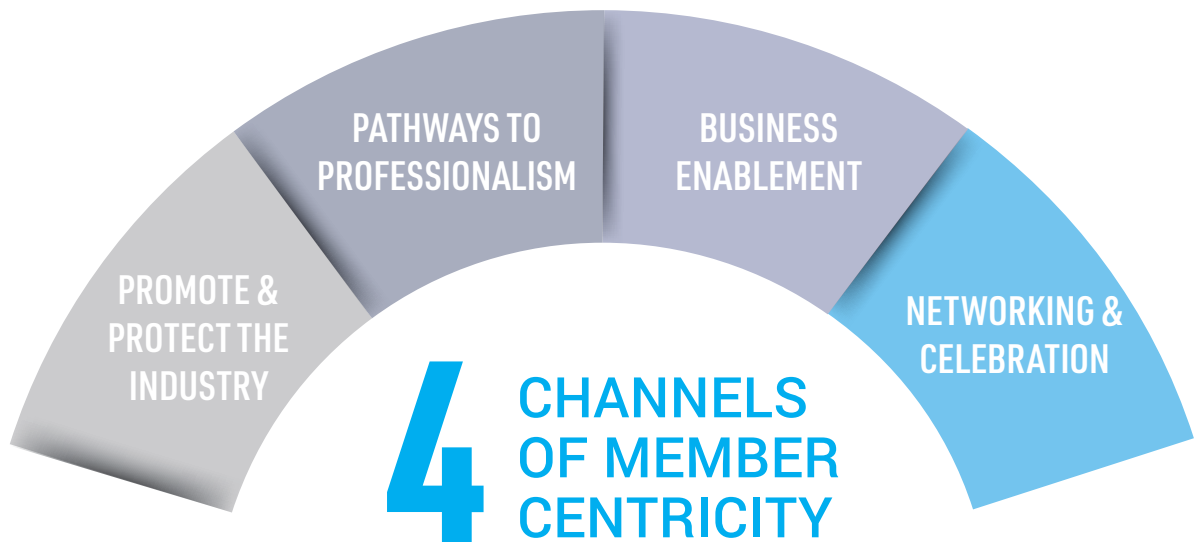 PROMOTE &
PROTECT THE
INDUSTRY
PATHWAYS TO
PROFESSIONALISM
BUSINESS
ENABLEMENT
NETWORKING &
CELEBRATION
4
CHANNELS
OF MEMBER
CENTRICITY